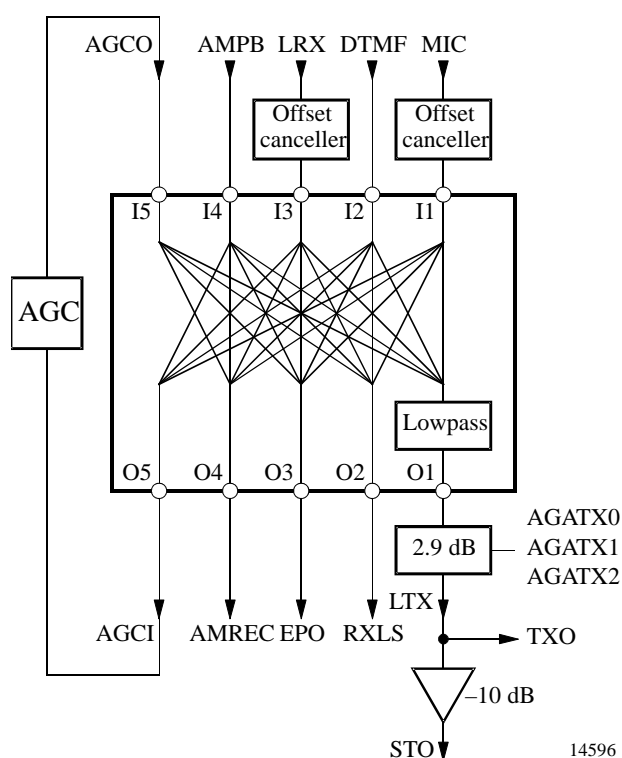 AGCO AMPB LRX DTMF MIC
Offset
canceller
Offset
canceller
I5 I4 I3 I2 I1
AGC
Lowpass
O5 O4 O3 O2 O1
2.9 dB
AGATX0
AGATX1
AGATX2
LTX
AGCI AMREC EPO RXLS
TXO
–10 dB
STO
14596